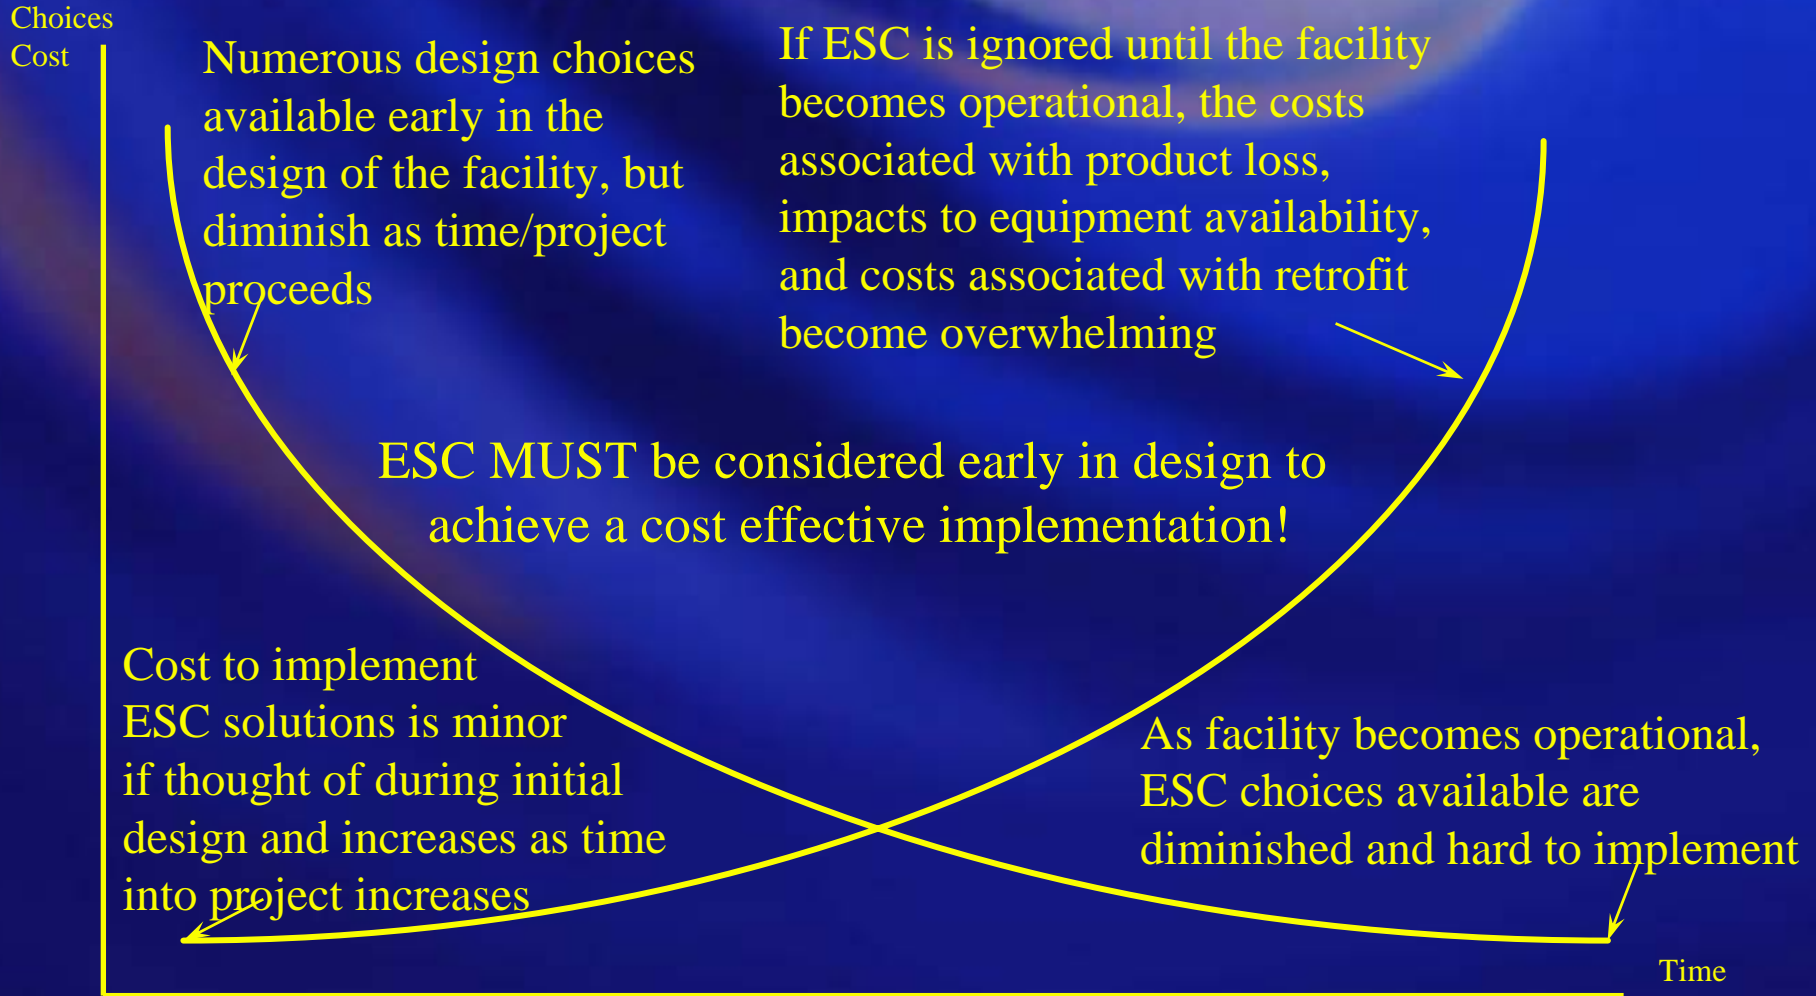 Choices
Cost
Numerous design choices
available early in the
design of the facility, but
diminish as time/project
proceeds
If ESC is ignored until the facility
becomes operational, the costs
associated with product loss,
impacts to equipment availability,
and costs associated with retrofit
become overwhelming
ESC MUST be considered early in design to
achieve a cost effective implementation!
Cost to implement
ESC solutions is minor
if thought of during initial
design and increases as time
into project increases
As facility becomes operational,
ESC choices available are
diminished and hard to implement
Time